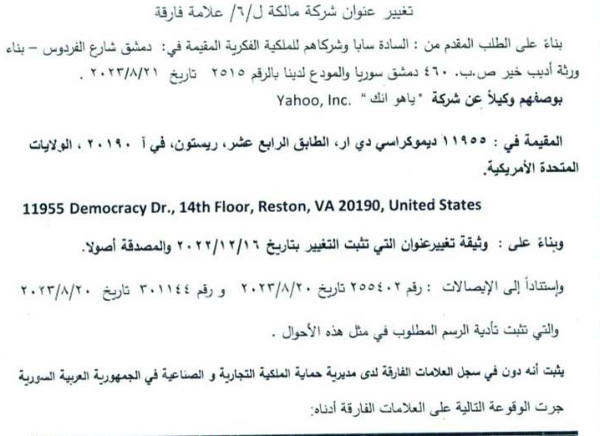 تغيير عنوان شركة مالكة ل/٦/ علامة فارقة
بناءً على الطلب المقدم من : السادة سابا وشركاهم للملكية الفكرية المقيمة في: دمشق شارع الفردوس – بناء
ورثة أديب خير ص.ب. ٤٦٠ دمشق سوريا والمودع لدينا بالرقم ٢٥١٥ تاريخ ٢٠٢٣/٨/٢١ .
بوصفهم وكيلاً عن شركة "ياهو انك" Yahoo, Inc.
المقيمة في : ١١٩٥٥ ديموكراسي دي ار، الطابق الرابع عشر، ريستون، في آ ٢٠١٩٠ ، الولايات
المتحدة الأمريكية.
11955 Democracy Dr., 14th Floor, Reston, VA 20190, United States
وبناءً على : وثيقة تغييرعنوان التي تثبت التغيير بتاريخ ٢٠٢٢/١٢/١٦ والمصدقة أصولا.
وإستناداً إلى الإيصالات : رقم ٢٥٥٤٠٢ تاريخ ٢٠٢٣/٨/٢٠ و رقم ٣٠١١٤٤ تاريخ ٢٠٢٣/٨/٢٠
والتي تثبت تأدية الرسم المطلوب في مثل هذه الأحوال .
يثبت أنه دون في سجل العلامات الفارقة لدى مديرية حماية الملكية التجارية و الصناعية في الجمهورية العربية السورية
جرت الوقوعة التالية على العلامات الفارقة أدناه: